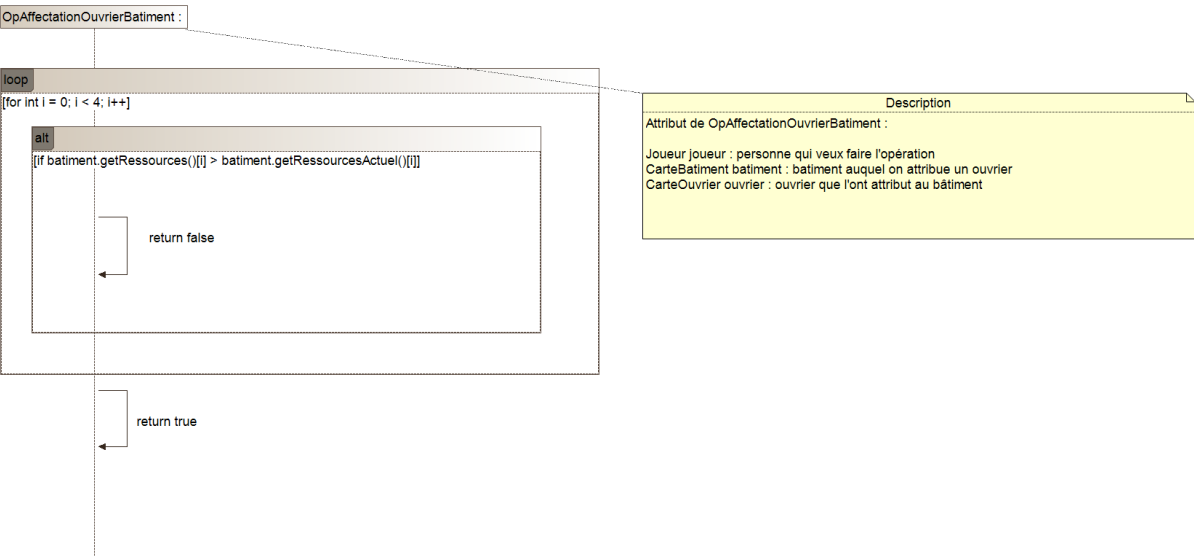 OpAffectationOuvrierBatiment :
loop
[for int i = 0; i < 4; i++]
alt
[if batiment.getRessources()[i] > batiment.getRessourcesActuel()[i]]
return false
return true
Description
Attribut de OpAffectationOuvrierBatiment :
Joueur joueur : personne qui veux faire l'opération
CarteBatiment batiment : batiment auquel on attribue un ouvrier
CarteOuvrier ouvrier : ouvrier que l'ont attribut au bâtiment